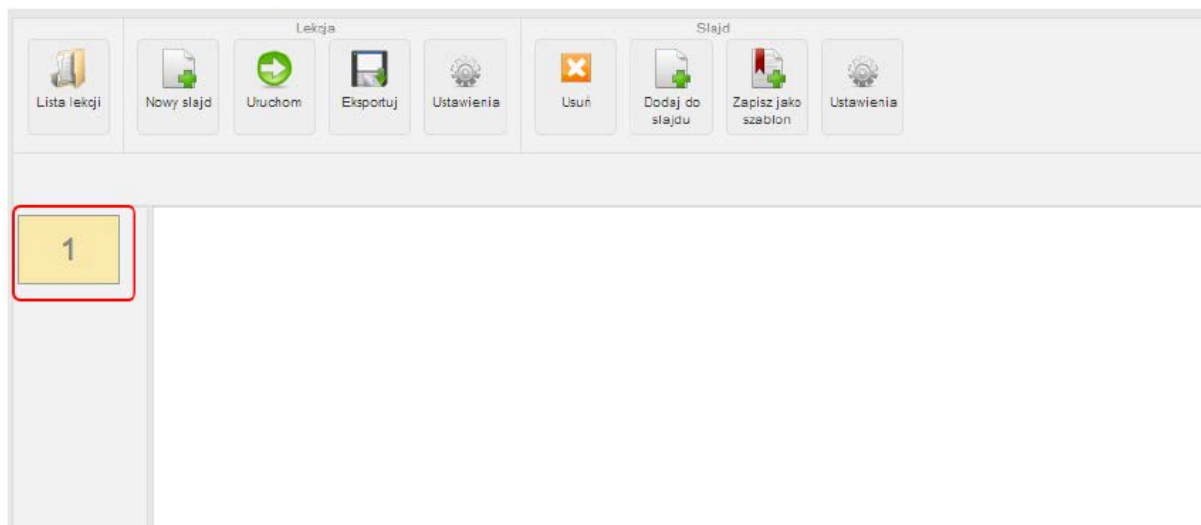 Lekcja
Slajd
Lista lekcji
Nowy slajd
Uruchom
Eksportuj
Ustawienia
Usuń
Dodaj do
slajdu
Zapisz jako
szablon
Ustawienia
1